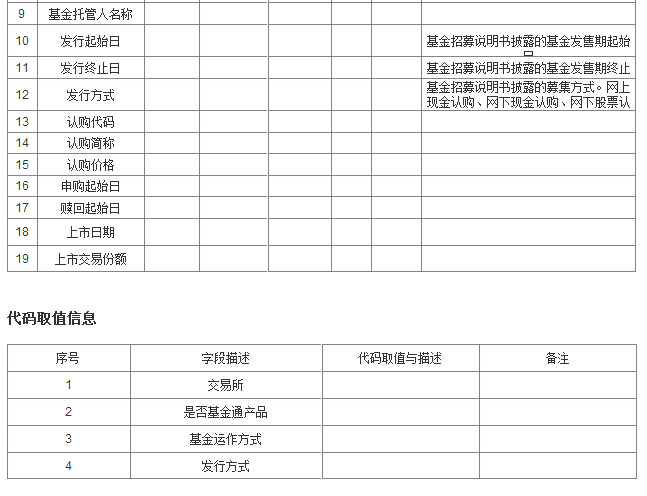 9 基金托管人名称
10 发行起始日 基金招募说明书披露的基金发售期起始
11 发行终止日 基金招募说明书披露的基金发售期终止
12 发行方式 基金招募说明书披露的募集方式。网上
现金认购、网下现金认购、网下股票认
13 认购代码
14 认购简称
15 认购价格
16 申购起始日
17 赎回起始日
18 上市日期
19 上市交易份额
代码取值信息
序号 字段描述 代码取值与描述 备注
1 交易所
2 是否基金通产品
3 基金运作方式
4 发行方式